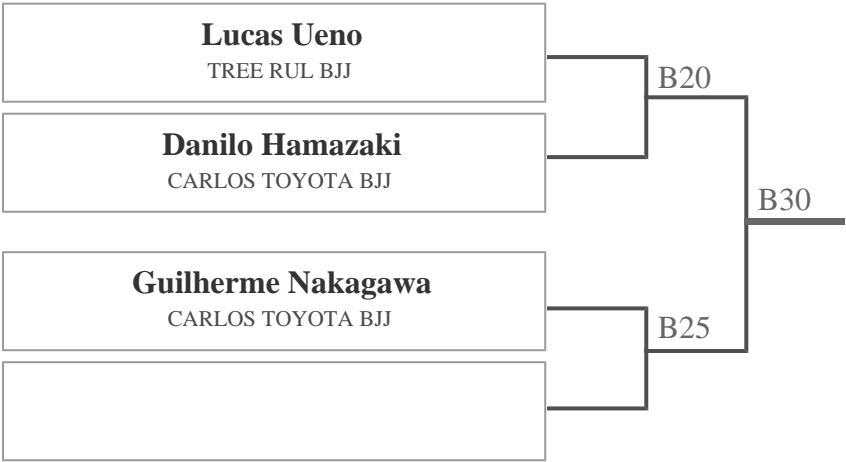 Lucas Ueno
TREE RUL BJJ
B20
Danilo Hamazaki
CARLOS TOYOTA BJJ
B30
Guilherme Nakagawa
CARLOS TOYOTA BJJ
B25